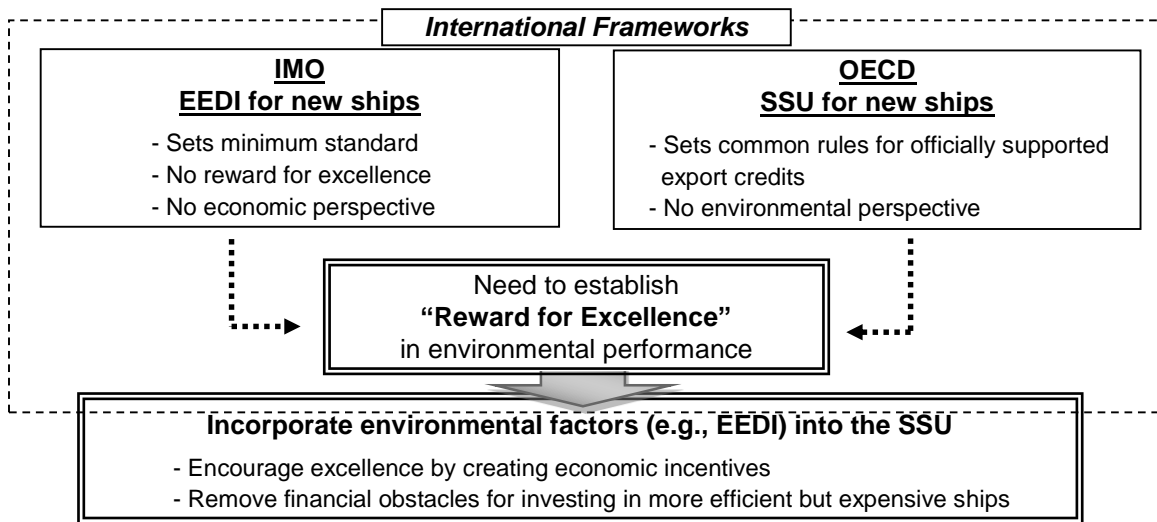 International Frameworks
IMO
EEDI for new ships
- Sets minimum standard
- No reward for excellence
- No economic perspective
OECD
SSU for new ships
- Sets common rules for officially supported
export credits
- No environmental perspective
Need to establish
“Reward for Excellence”
in environmental performance
Incorporate environmental factors (e.g., EEDI) into the SSU
- Encourage excellence by creating economic incentives
- Remove financial obstacles for investing in more efficient but expensive ships